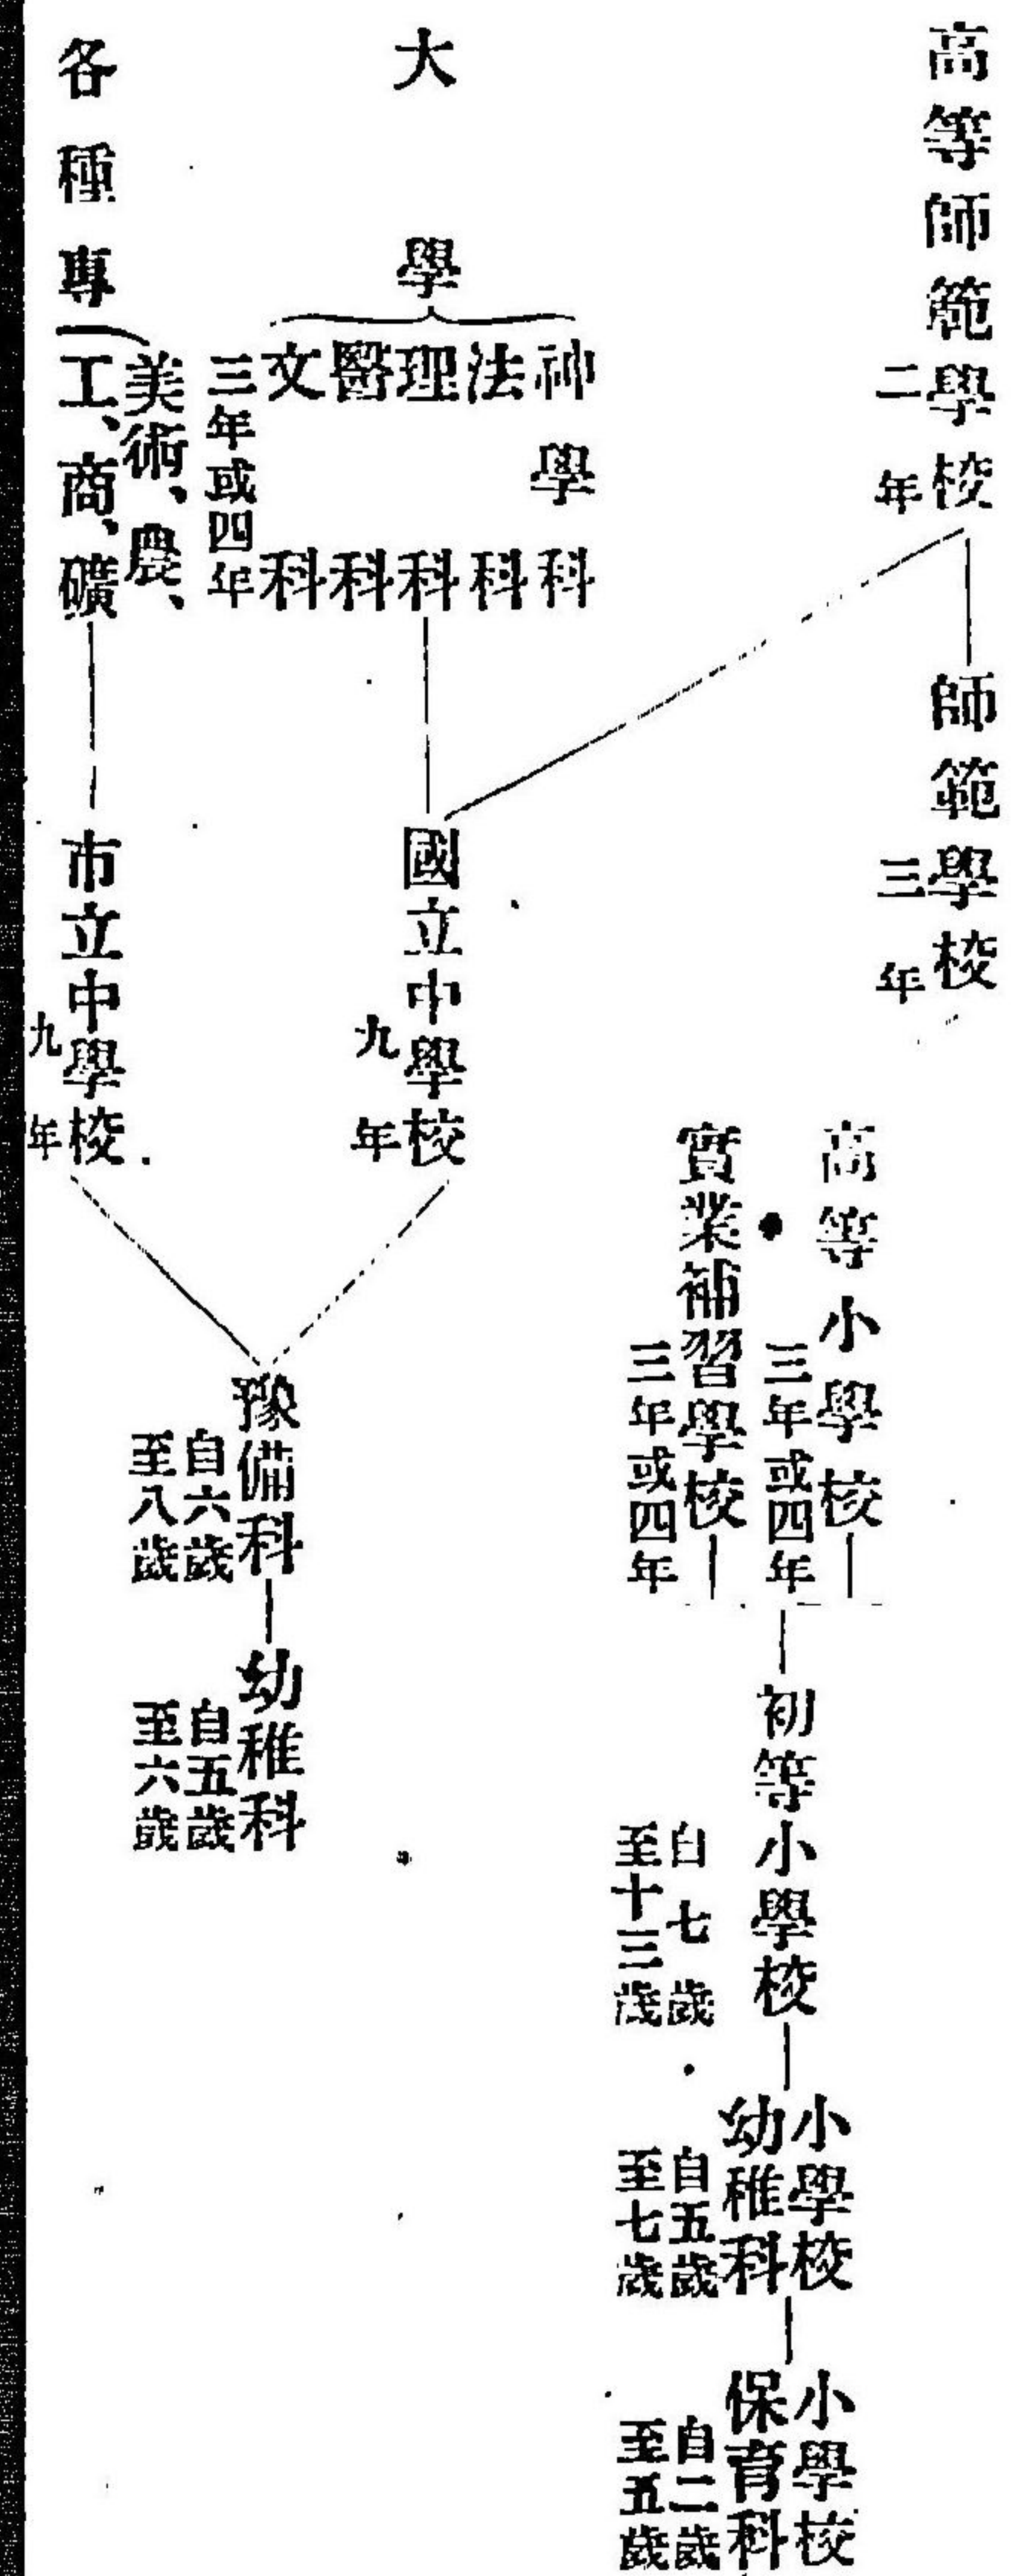 高等師範學校
二年
師範學校
三年
高等小學校
三年或四年
實業補習學校
三年或四年
初等小學校
自七歲
至十三歲
小學校
幼稚科
自五歲
至七歲
小學校
保育科
自二歲
至五歲
大學
神學科
法科
理科
醫科
文科
三年或四年
國立中學校
九年
豫備科
自六歲
至八歲
幼稚科
自五歲
至六歲
各種專
美術、農、
工、商、礦
市立中學校
九年